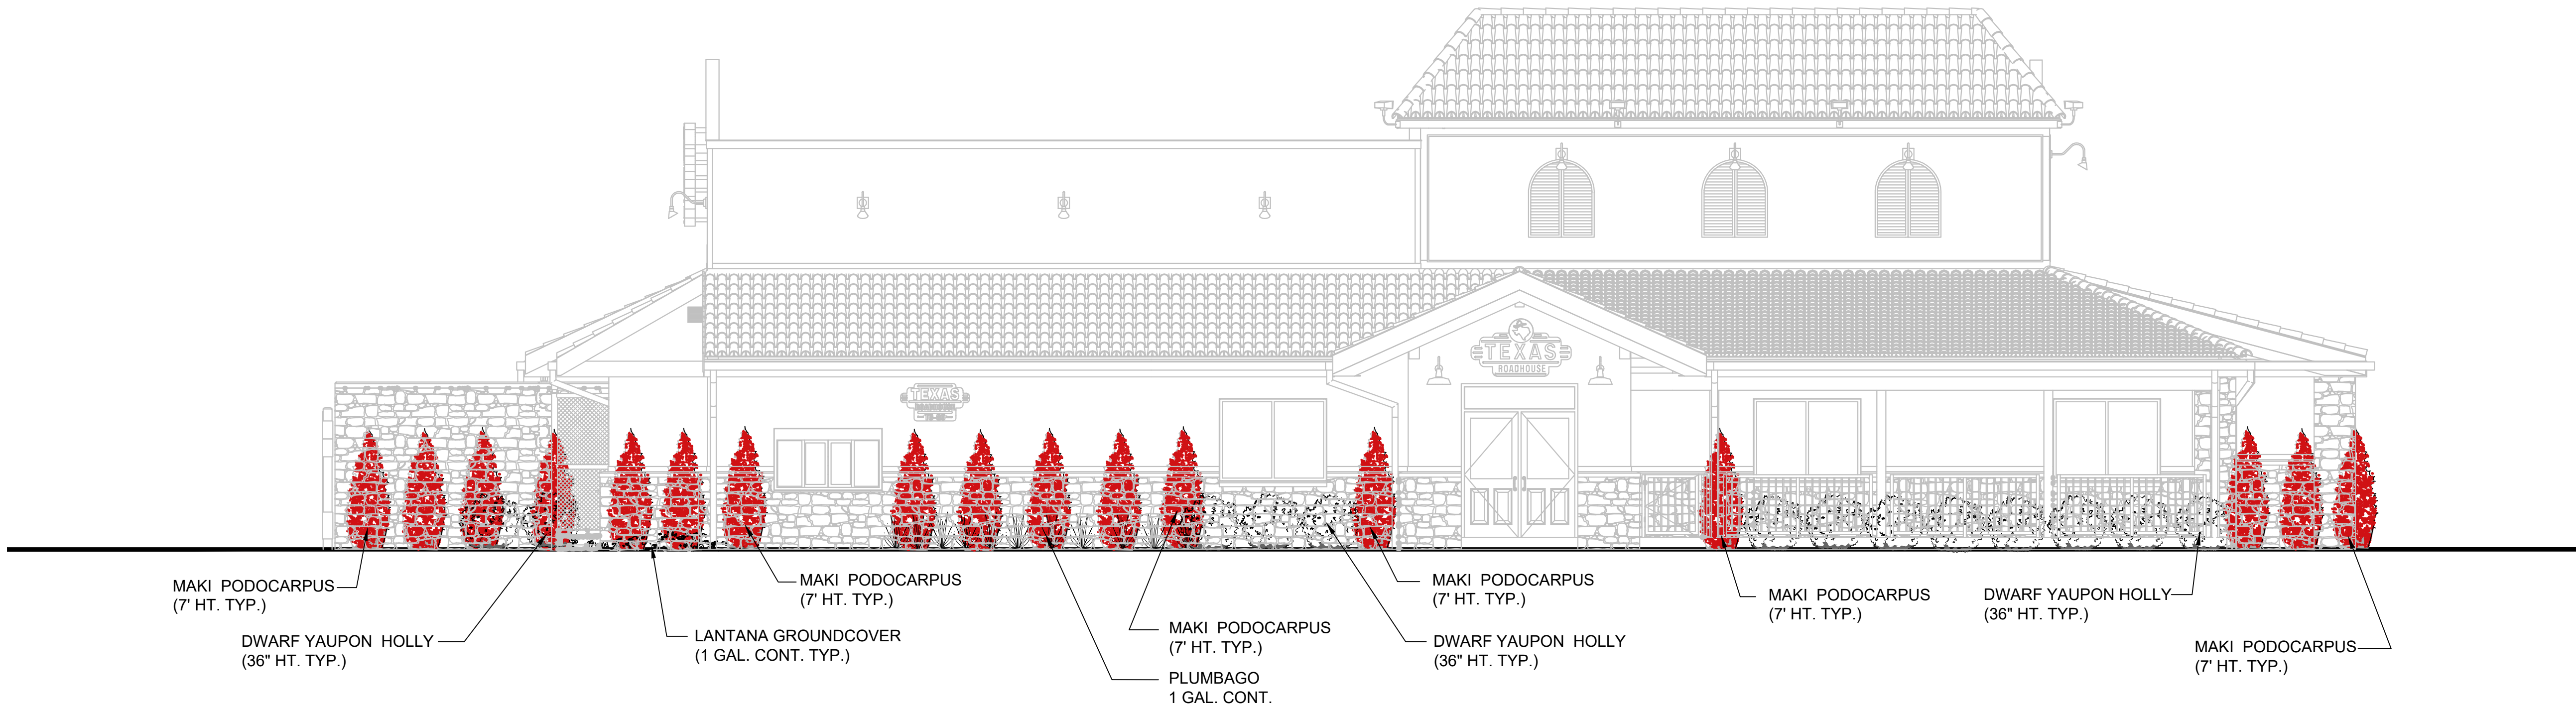 TEXAS
ROADHOUSE
TEXAS
MAKI PODOCARPUS
(7' HT. TYP.)
DWARF YAUPON HOLLY
(36" HT. TYP.)
MAKI PODOCARPUS
(7' HT. TYP.)
LANTANA GROUNDCOVER
(1 GAL. CONT. TYP.)
MAKI PODOCARPUS
(7' HT. TYP.)
PLUMBAGO
1 GAL. CONT.
MAKI PODOCARPUS
(7' HT. TYP.)
DWARF YAUPON HOLLY
(36" HT. TYP.)
MAKI PODOCARPUS
(7' HT. TYP.)
DWARF YAUPON HOLLY
(36" HT. TYP.)
MAKI PODOCARPUS
(7' HT. TYP.)